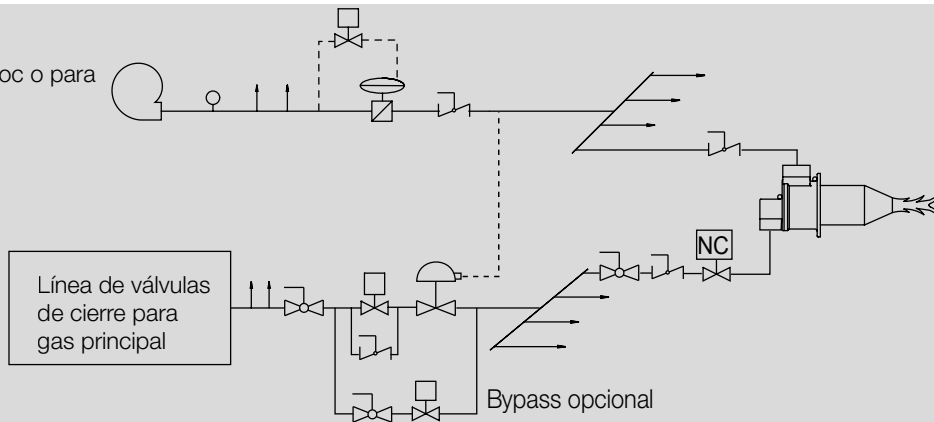 oc o para
NC
Línea de válvulas
de cierre para
gas principal
Bypass opcional